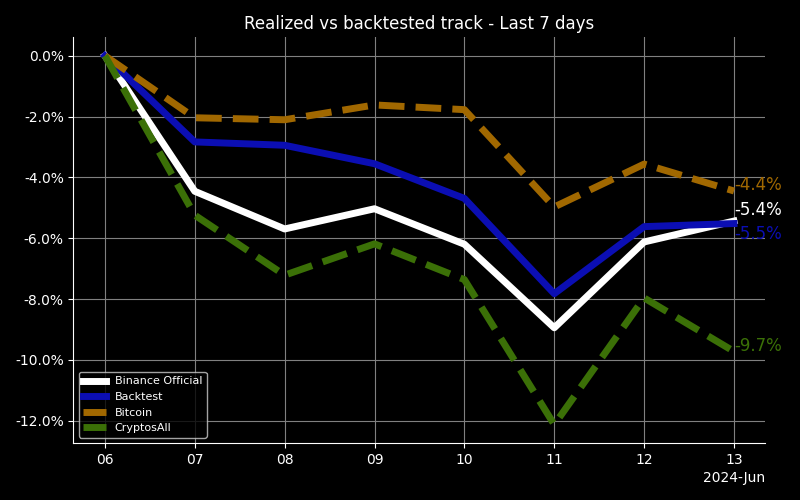 Realized vs backtested track - Last 7 days
0.0%
-2.0%
-4.0%
-6.0%
-8.0%
-10.0%
-12.0%
-4.4%
-5.4%
-5.5%
-9.7%
Binance Official
Backtest
Bitcoin
CryptosAll
06 07 08 09 10 11 12 13
2024-Jun